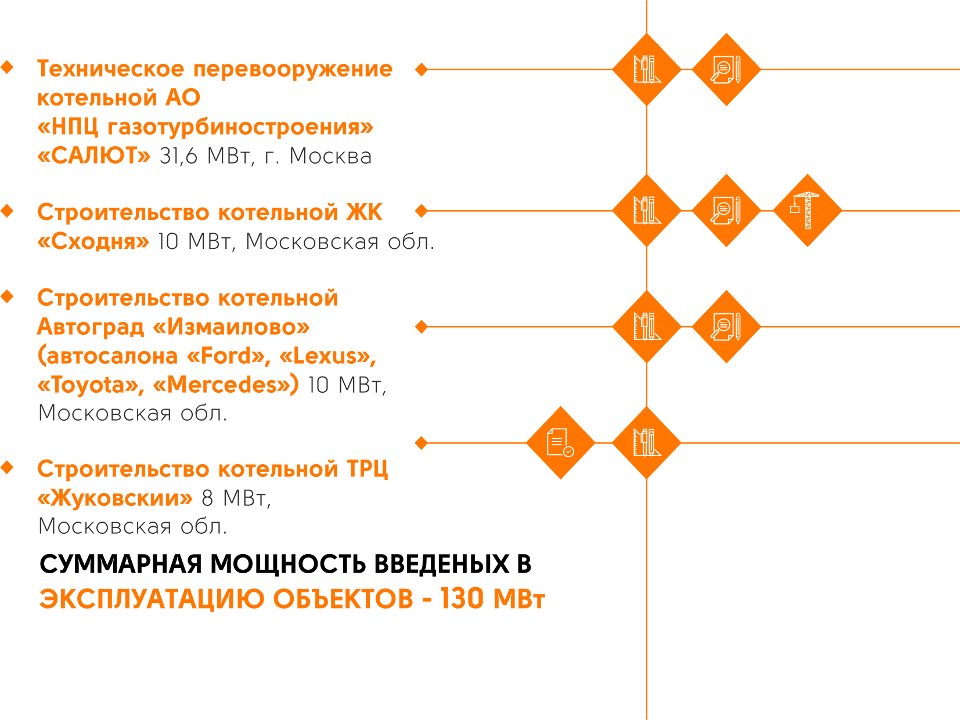 Техническое перевооружение
котельной АО
«НПЦ газотурбиностроения»
«САЛЮТ» 31,6 МВт, г. Москва
Строительство котельной ЖК
«Сходня» 10 МВт, Московская обл.
Строительство котельной
Автоград «Измаилово»
(автосалона «Ford», «Lexus»,
«Toyota», «Mercedes») 10 МВт,
Московская обл.
Строительство котельной ТРЦ
«Жуковскии» 8 МВт,
Московская обл.
СУММАРНАЯ МОЩНОСТЬ ВВЕДЕНЫХ В
ЭКСПЛУАТАЦИЮ ОБЪЕКТОВ - 130 МВт